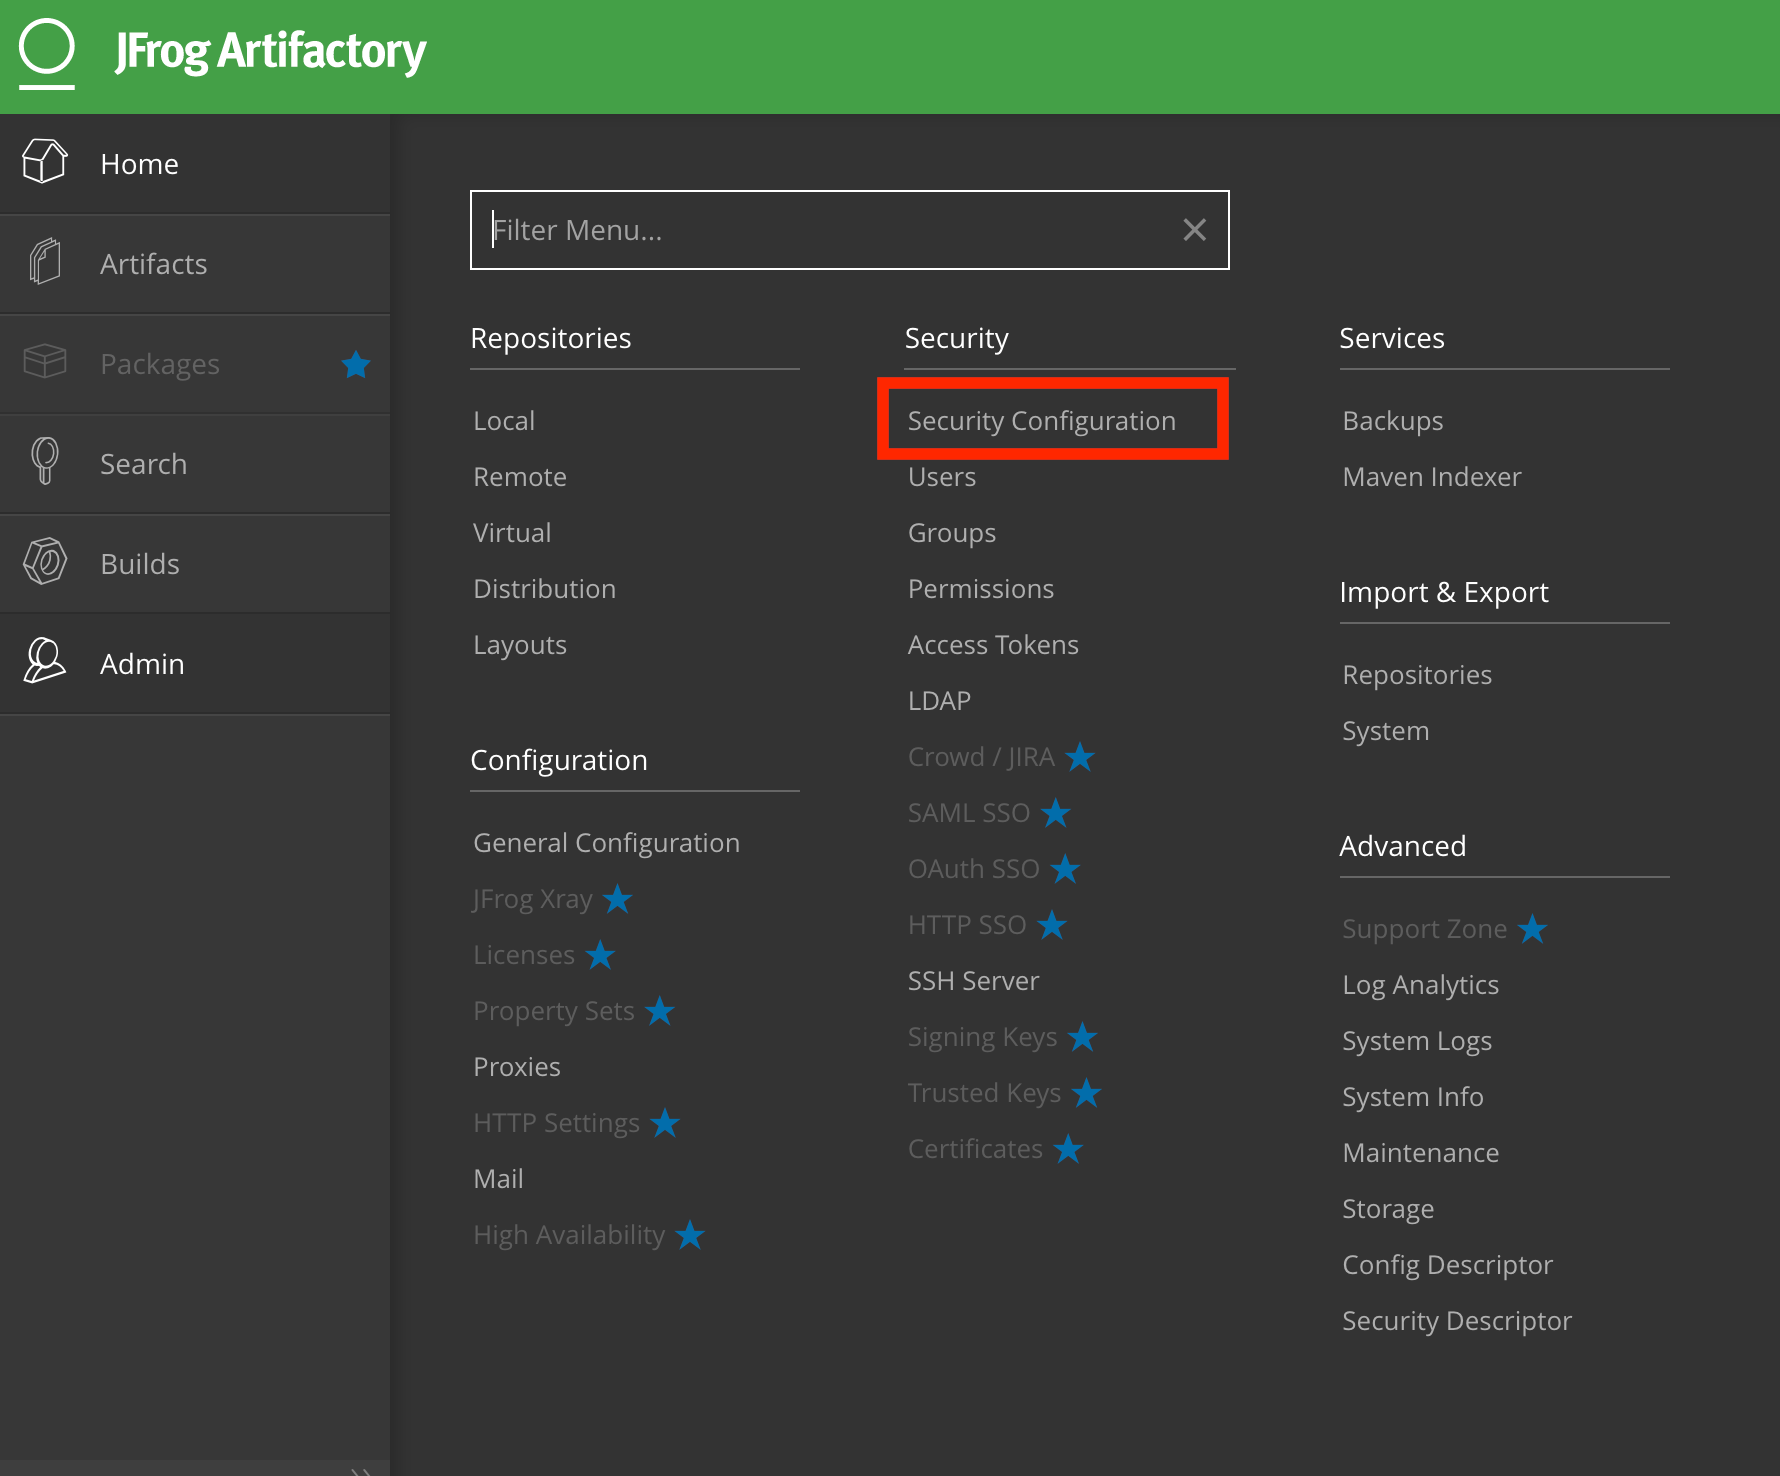 JFrog Artifactory
Home
Artifacts
Packages
Search
Builds
Admin
Filter Menu...
Repositories
Local
Remote
Virtual
Distribution
Layouts
Configuration
General Configuration
JFrog Xray
Licenses
Property Sets
Proxies
HTTP Settings
Mail
High Availability
Security
Security Configuration
Users
Groups
Permissions
Access Tokens
LDAP
Crowd / JIRA
SAML SSO
OAuth SSO
HTTP SSO
SSH Server
Signing Keys
Trusted Keys
Certificates
Services
Backups
Maven Indexer
Import & Export
Repositories
System
Advanced
Support Zone
Log Analytics
System Logs
System Info
Maintenance
Storage
Config Descriptor
Security Descriptor